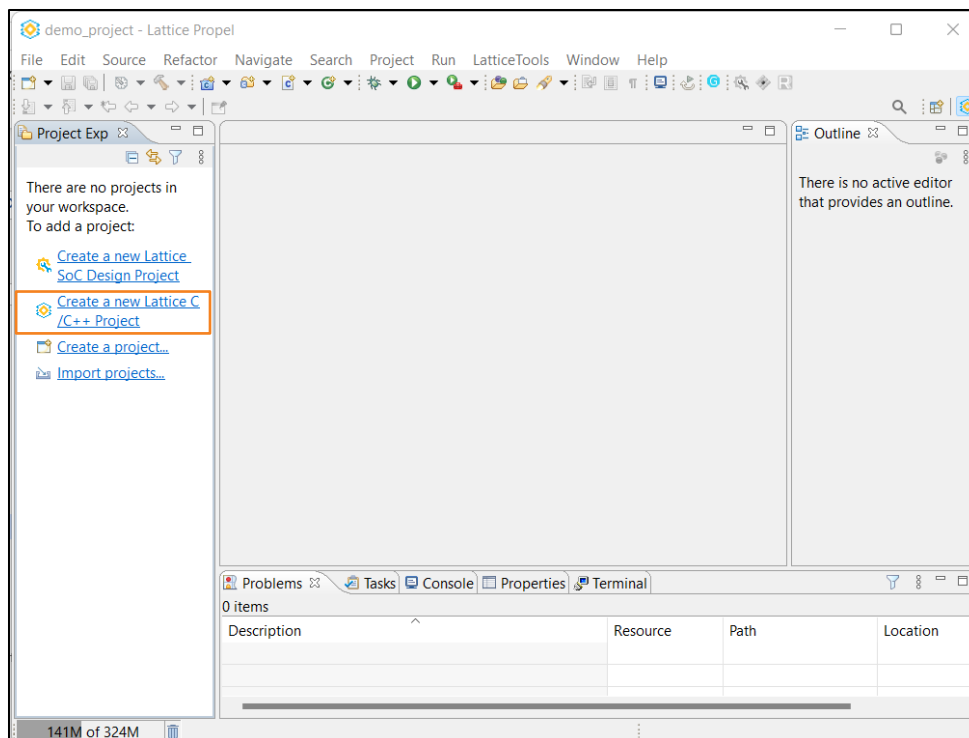 demo_project - Lattice Propel
File Edit Source Refactor Navigate Search Project Run LatticeTools Window Help
Project Exp
Outline
There are no projects in
your workspace.
To add a project:
Create a new Lattice
SoC Design Project
Create a new Lattice C
/C++ Project
Create a project...
Import projects...
There is no active editor
that provides an outline.
Problems Tasks Console Properties Terminal
0 items
Description Resource Path Location
141M of 324M